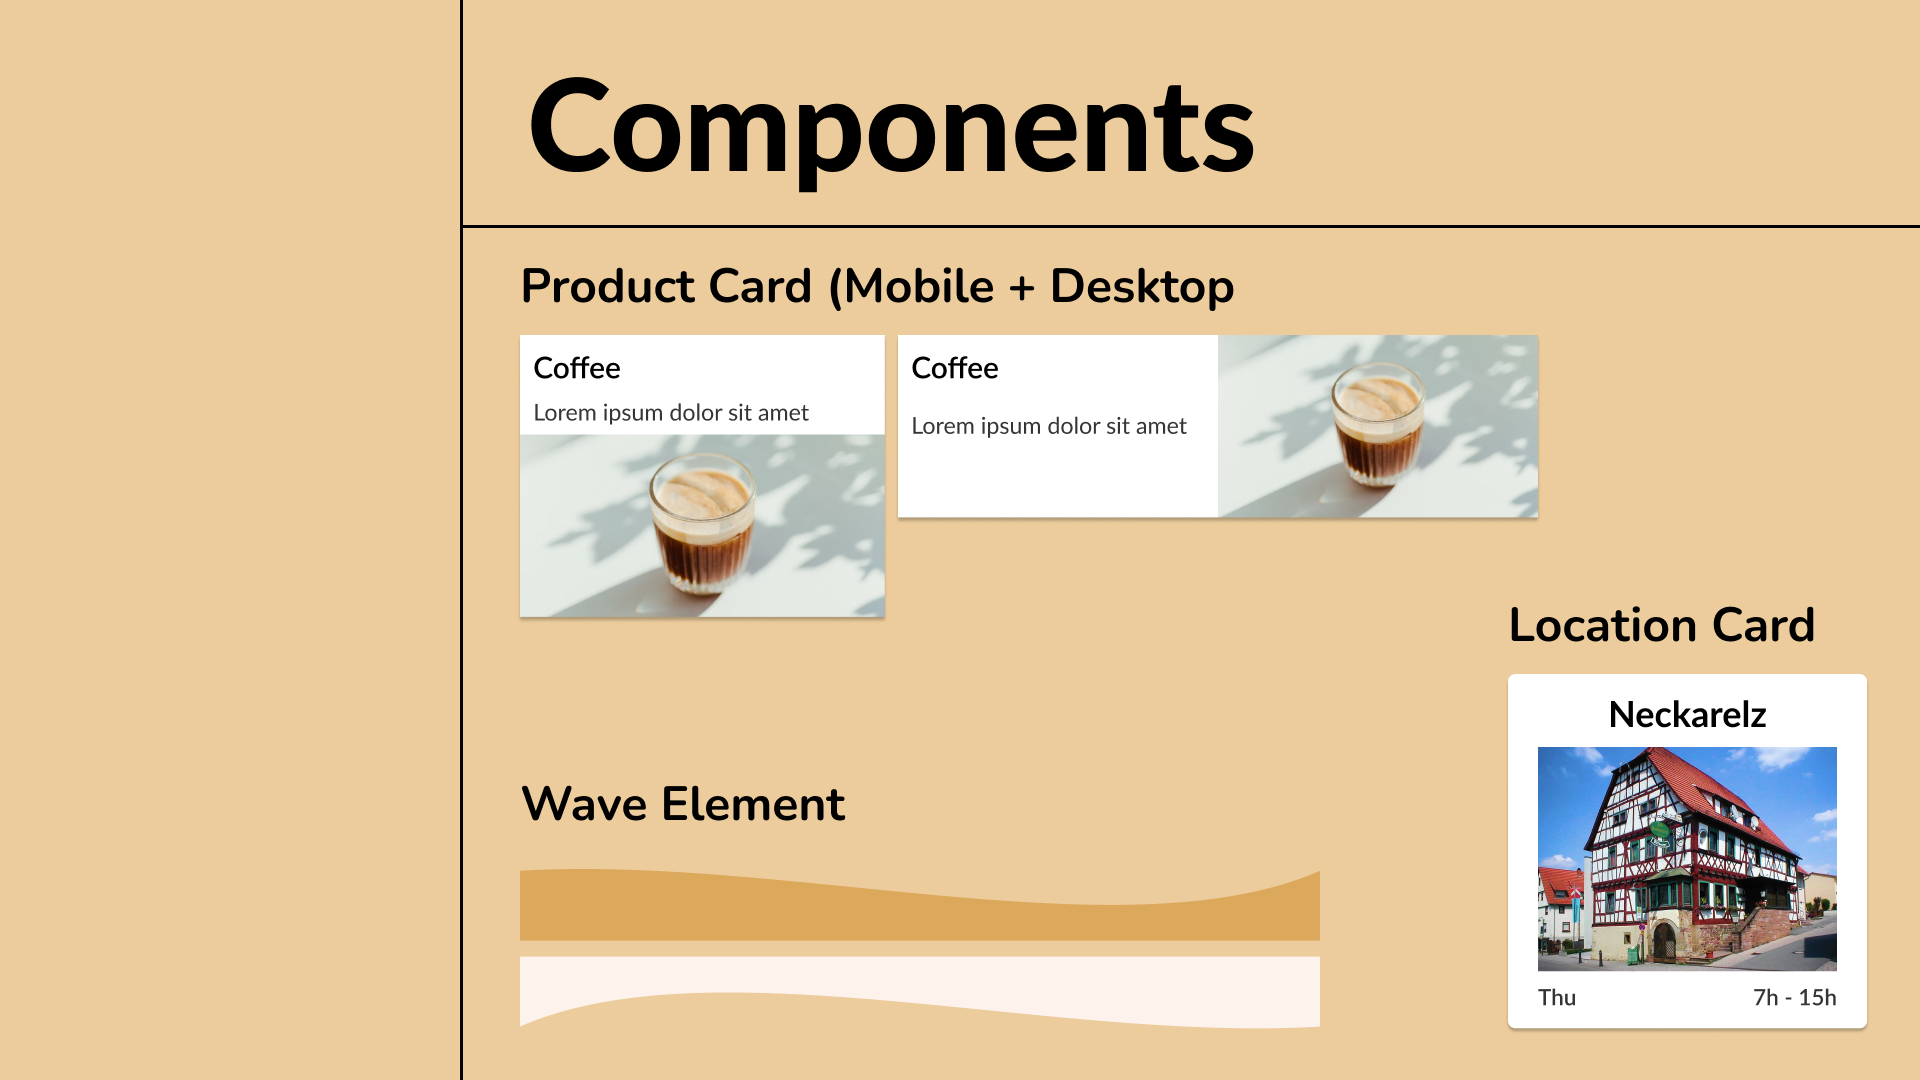 Components
Product Card (Mobile + Desktop
Coffee
Lorem ipsum dolor sit amet
Coffee
Lorem ipsum dolor sit amet
Location Card
Neckarelz
Thu 7h - 15h
Wave Element